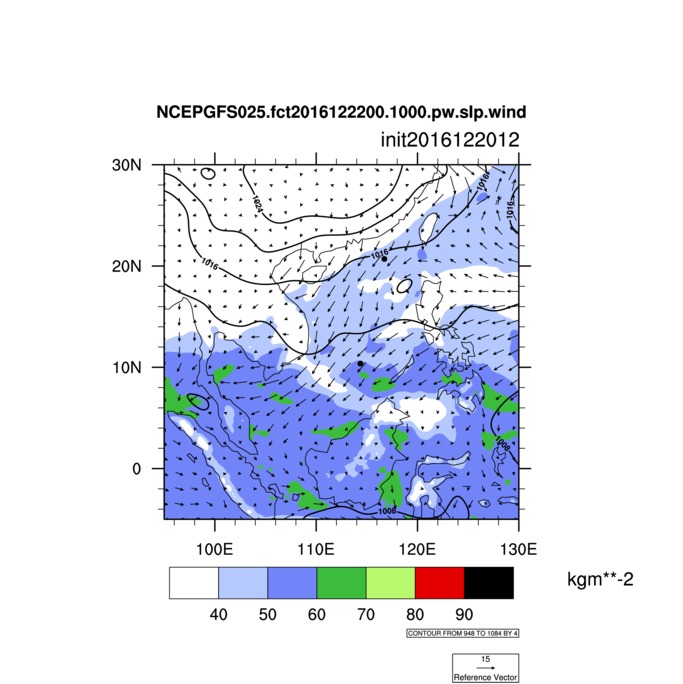 NCEPGFS025.fct2016122200.1000.pw.slp.wind
init2016122012
30N
20N
10N
0
1024
1016
1016
1016
1016
1008
1008
100E
110E
120E
130E
kgm**-2
40
50
60
70
80
90
CONTOUR FROM 948 TO 1084 BY 4
15
Reference Vector